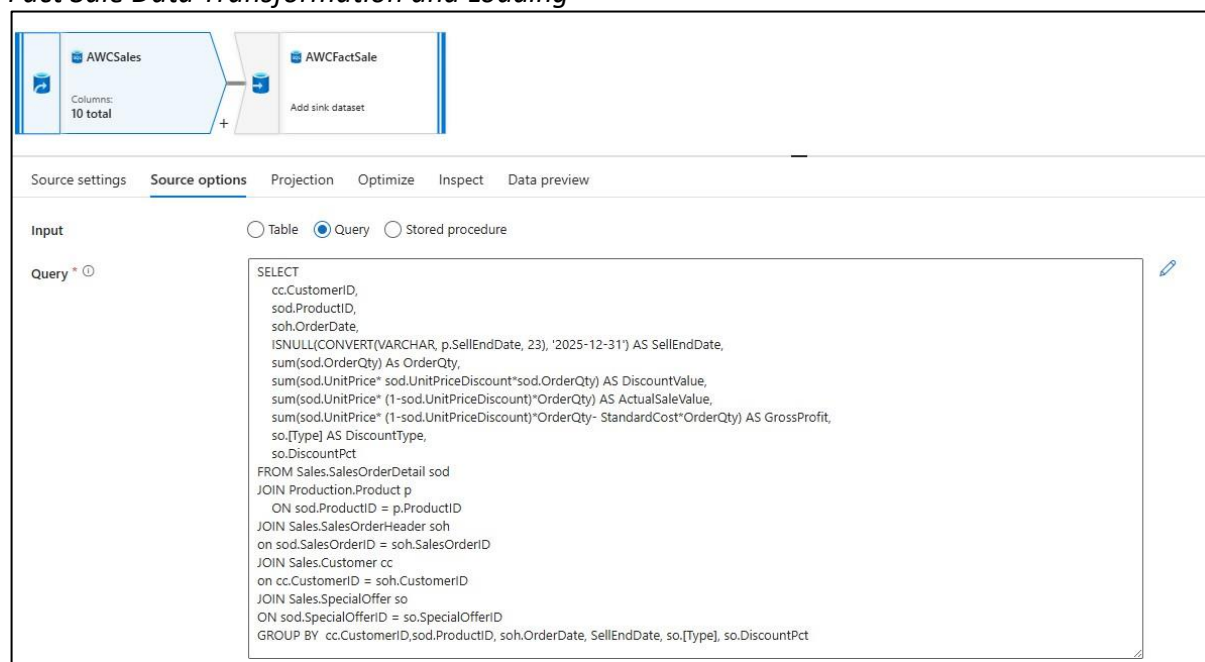 Fact Sale Data Transformation and Loading
AWCSales
Columns:
10 total
+
AWCFactSale
Add sink dataset
Source settings Source options Projection Optimize Inspect Data preview
Input Table Query Stored procedure
Query *
SELECT
cc.CustomerID,
sod.ProductID,
soh.OrderDate,
ISNULL(CONVERT(VARCHAR, p.SellEndDate, 23), '2025-12-31') AS SellEndDate,
sum(sod.OrderQty) As OrderQty,
sum(sod.UnitPrice* sod.UnitPriceDiscount*sod.OrderQty) AS DiscountValue,
sum(sod.UnitPrice* (1-sod.UnitPriceDiscount)*OrderQty) AS ActualSaleValue,
sum(sod.UnitPrice* (1-sod.UnitPriceDiscount)*OrderQty- StandardCost*OrderQty) AS GrossProfit,
so.[Type] AS DiscountType,
so.DiscountPct
FROM Sales.SalesOrderDetail sod
JOIN Production.Product p
ON sod.ProductID = p.ProductID
JOIN Sales.SalesOrderHeader soh
on sod.SalesOrderID = soh.SalesOrderID
JOIN Sales.Customer cc
on cc.CustomerID = soh.CustomerID
JOIN Sales.SpecialOffer so
ON sod.SpecialOfferID = so.SpecialOfferID
GROUP BY cc.CustomerID,sod.ProductID, soh.OrderDate, SellEndDate, so.[Type], so.DiscountPct